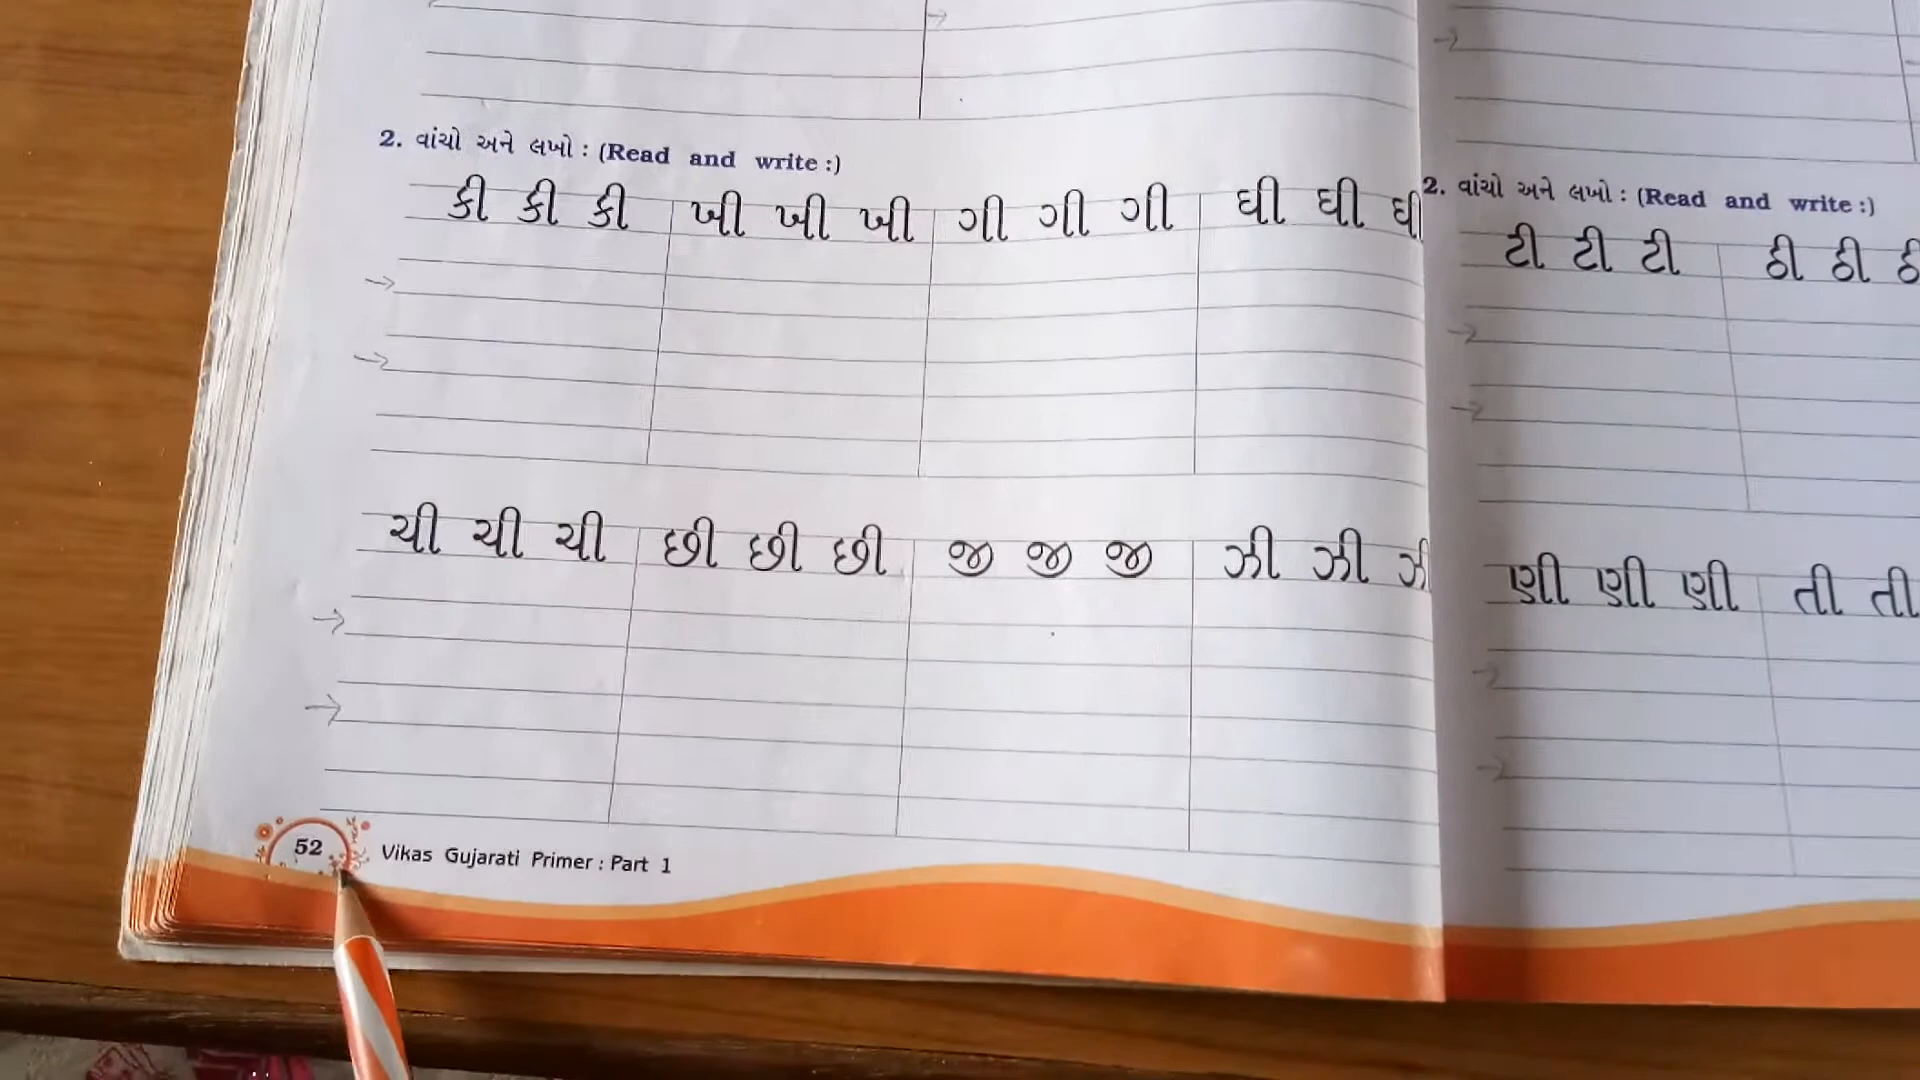 2. વાંચો અને લખો : (Read and write :)
કી કી કી ખી ખી ખી ગી ગી ગી ઘી ઘી ઘી
ચી ચી ચી છી છી છી જી જી જી ઝી ઝી ઝી
52 Vikas Gujarati Primer : Part 1
2. વાંચો અને લખો : (Read and write :)
ટી ટી ટી ઠી ઠી
ણી ણી ણી તી તી